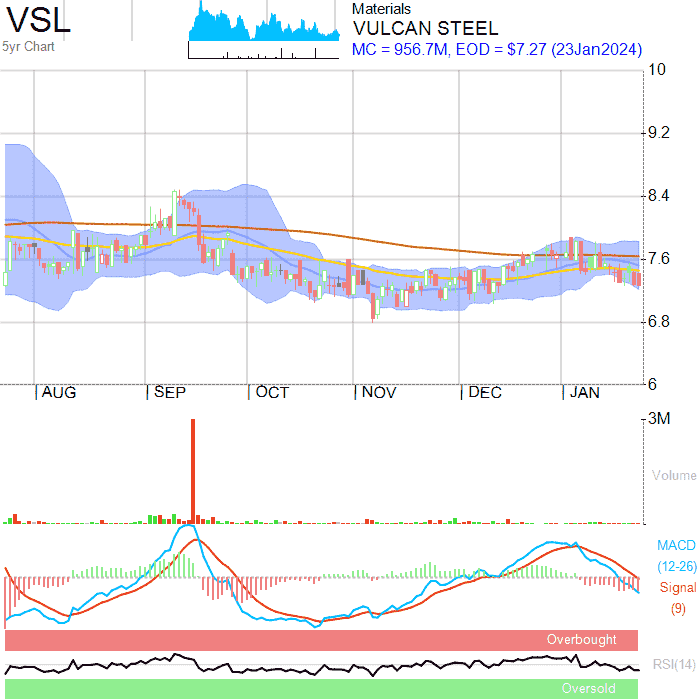 VSL
5yr Chart
Materials
VULCAN STEEL
MC = 956.7M, EOD = $7.27 (23Jan2024)
10
9.2
8.4
7.6
6.8
6
AUG SEP OCT NOV DEC JAN
3M
Volume
MACD
(12-26)
Signal
(9)
Overbought
RSI(14)
Oversold